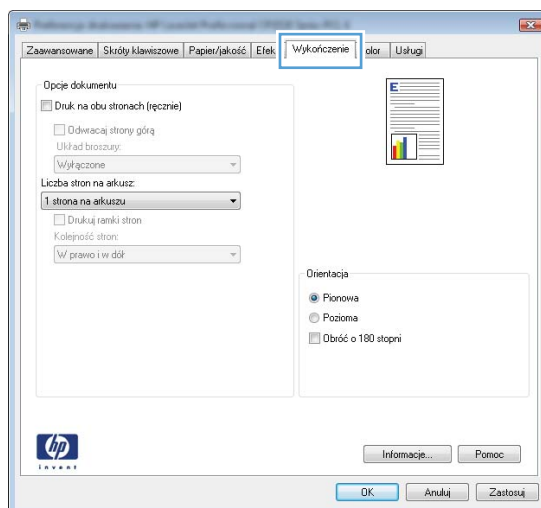 Zaawansowane Skróty klawiszowe Papier/jakość Efek Wykończenie olor Usługi
Opcje dokumentu
Druk na obu stronach (ręcznie)
Odwracaj strony górą
Układ broszury:
Wyłączone
Liczba stron na arkusz:
1 strona na arkuszu
Drukuj ramki stron
Kolejność stron:
W prawo i w dół
E
Orientacja
Pionowa
Pozioma
Obróć o 180 stopni
hp
invent
Informacje... Pomoc
OK Anuluj Zastosuj